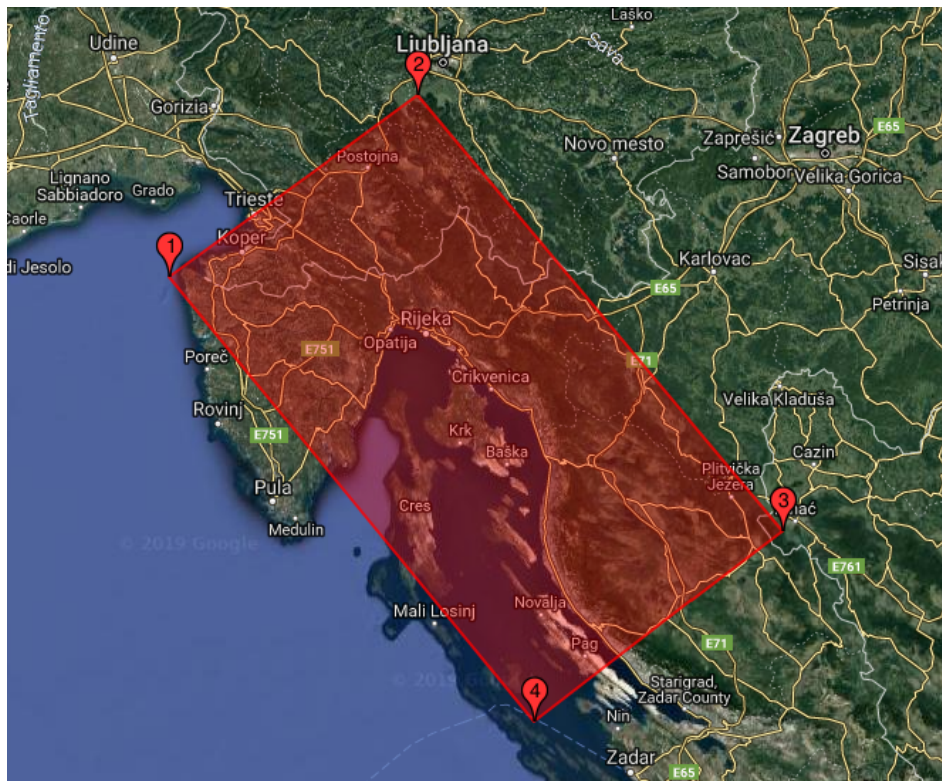 Laško
Udine
Ljubljana
Sava
2
Tagliamento
Gorizia
E65
Zaprešić
Zagreb
Novo mesto
Postojna
Samobor
Velika Gorica
Lignano
Sabbiadoro
Grado
Trieste
Caorle
1
Koper
di Jesolo
Karlovac
Sisak
E65
Petrinja
Rijeka
Opatija
E751
Poreč
E71
Crikvenica
Velika Kladuša
Rovinj
E751
Krk
Baška
Cazin
Plitvička
Jezera
Pula
3
Cres
Medulin
© 2019 Google
E761
Novalja
Mali Losinj
Pag
E71
© 2019
4
Starigrad,
Zadar County
Nin
Zadar
E65